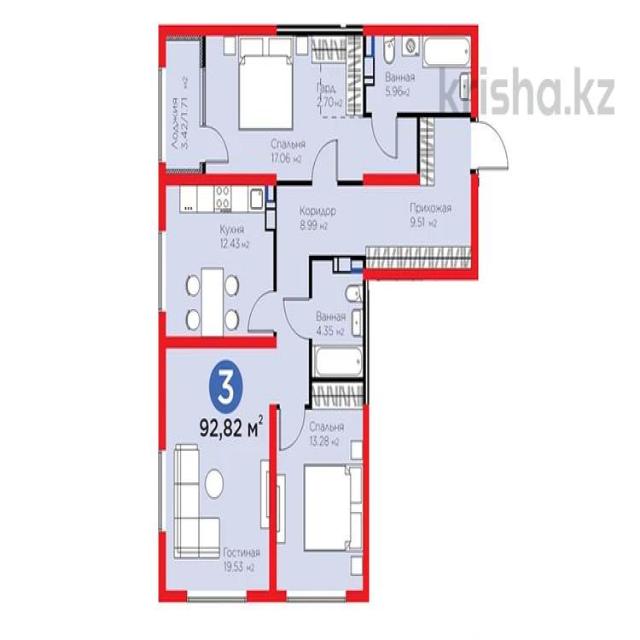 krisha.kz
Лоджия
3.42/1.71 м2
Спальня
17.06 м2
Гард.
2.70 м2
Ванная
5.96м2
Кухня
12.43 м2
Коридор
8.99 м2
Прихожая
9.51 м2
Ванная
4.35 м2
3
92,82 м2
Спальня
13.28 м2
Гостиная
19.53 м2